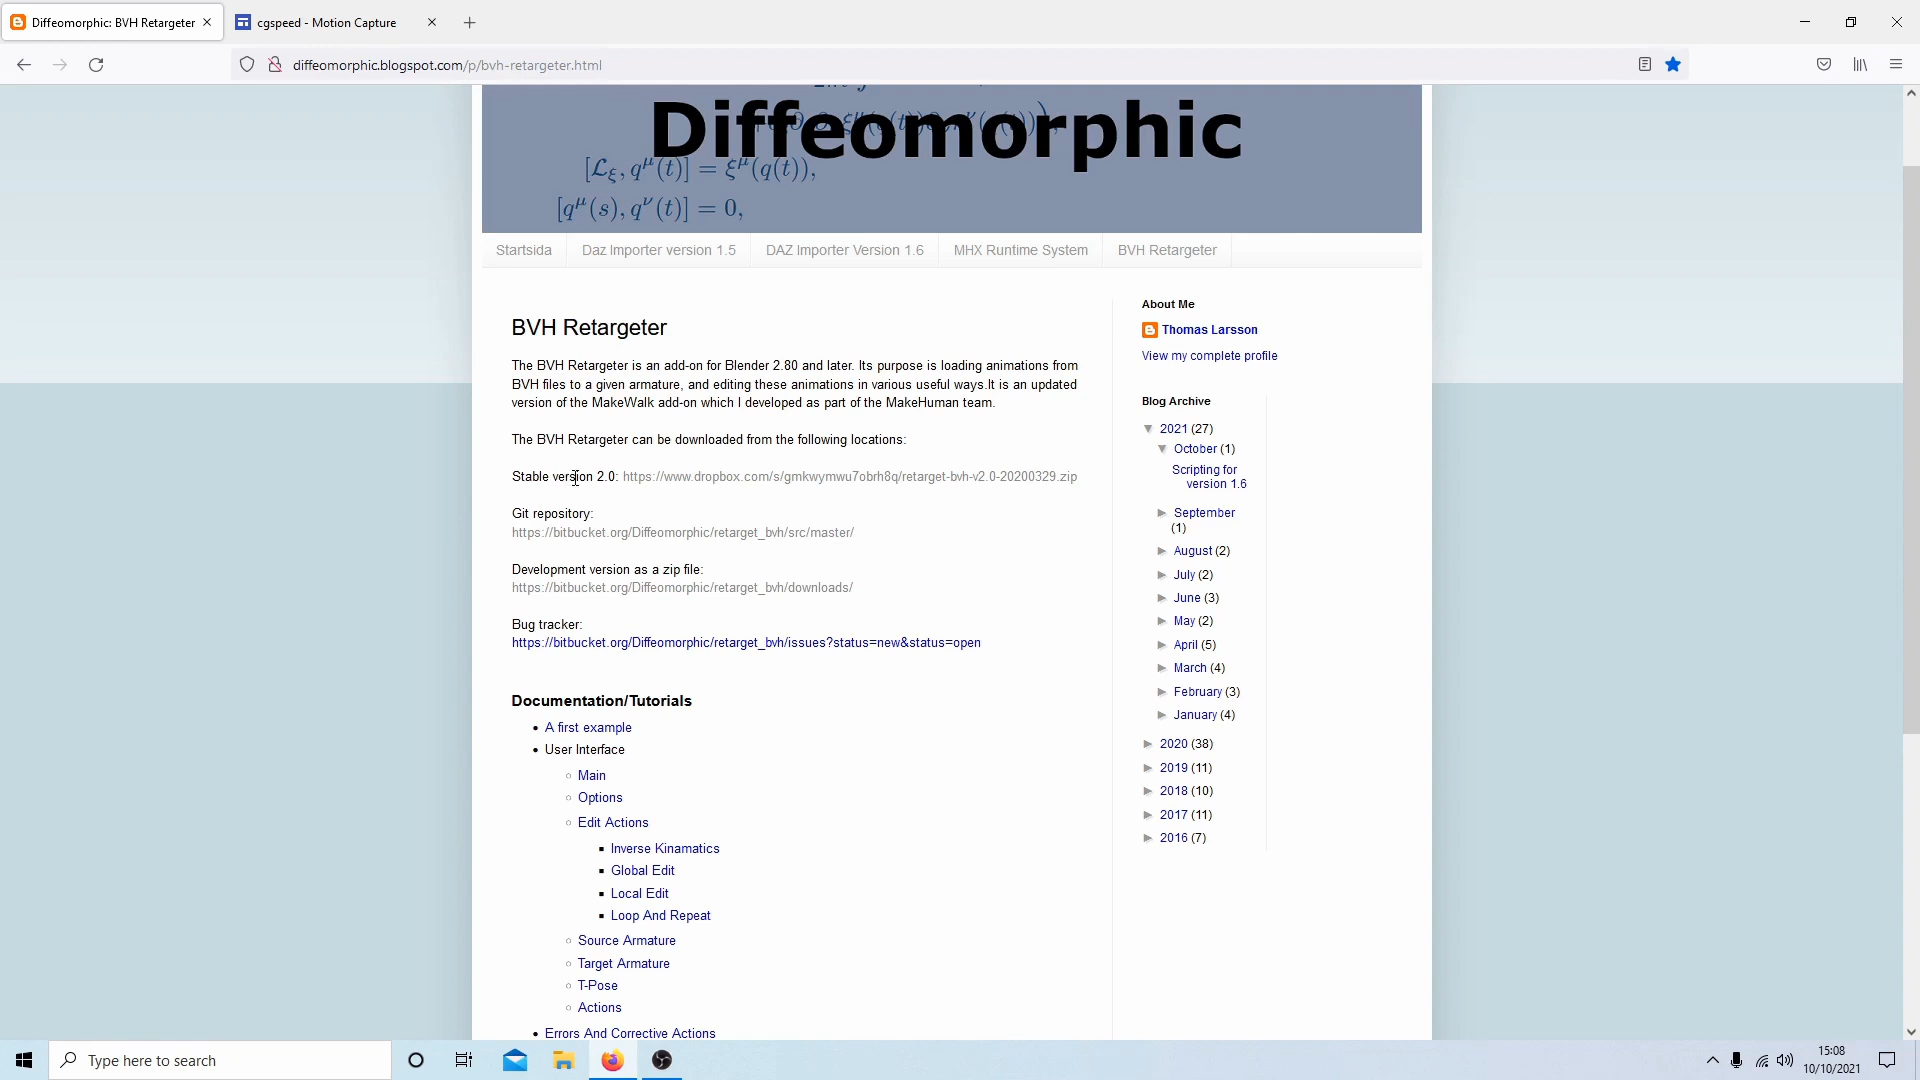 Diffeomorphic: BVH Retargeter
cgspeed - Motion Capture
diffeomorphic.blogspot.com/p/bvh-retargeter.html
Diffeomorphic
[ℒξ, qμ(t)] = ξμ(q(t)),
[qμ(s), qν(t)] = 0,
Startsida
Daz Importer version 1.5
DAZ Importer Version 1.6
MHX Runtime System
BVH Retargeter
BVH Retargeter
The BVH Retargeter is an add-on for Blender 2.80 and later. Its purpose is loading animations from
BVH files to a given armature, and editing these animations in various useful ways.It is an updated
version of the MakeWalk add-on which I developed as part of the MakeHuman team.
The BVH Retargeter can be downloaded from the following locations:
Stable version 2.0: https://www.dropbox.com/s/gmkwymwu7obrh8q/retarget-bvh-v2.0-20200329.zip
Git repository:
https://bitbucket.org/Diffeomorphic/retarget_bvh/src/master/
Development version as a zip file:
https://bitbucket.org/Diffeomorphic/retarget_bvh/downloads/
Bug tracker:
https://bitbucket.org/Diffeomorphic/retarget_bvh/issues?status=new&status=open
Documentation/Tutorials
A first example
User Interface
Main
Options
Edit Actions
Inverse Kinamatics
Global Edit
Local Edit
Loop And Repeat
Source Armature
Target Armature
T-Pose
Actions
Errors And Corrective Actions
About Me
Thomas Larsson
View my complete profile
Blog Archive
▼ 2021 (27)
▼ October (1)
Scripting for
version 1.6
► September
(1)
► August (2)
► July (2)
► June (3)
► May (2)
► April (5)
► March (4)
► February (3)
► January (4)
► 2020 (38)
► 2019 (11)
► 2018 (10)
► 2017 (11)
► 2016 (7)
Type here to search
15:08
10/10/2021